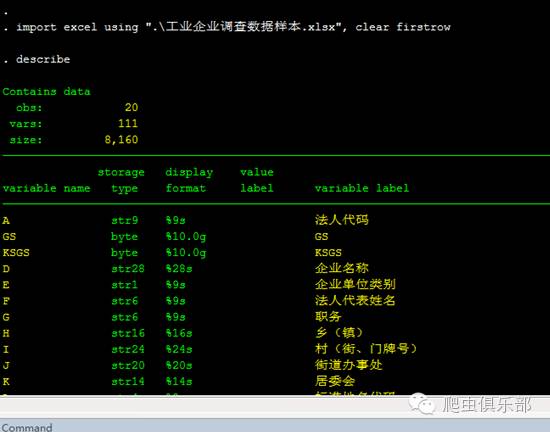 .
. import excel using ".\工业企业调查数据样本.xlsx", clear firstrow
. describe
Contains data
obs: 20
vars: 111
size: 8,160
storage display value
variable name type format label variable label
A str9 %9s 法人代码
GS byte %10.0g GS
KSGS byte %10.0g KSGS
D str28 %28s 企业名称
E str1 %9s 企业单位类别
F str6 %9s 法人代表姓名
G str6 %9s 职务
H str16 %16s 乡（镇）
I str24 %24s 村（街、门牌号）
J str20 %20s 街道办事处
K str14 %14s 居委会
爬虫俱乐部
Command